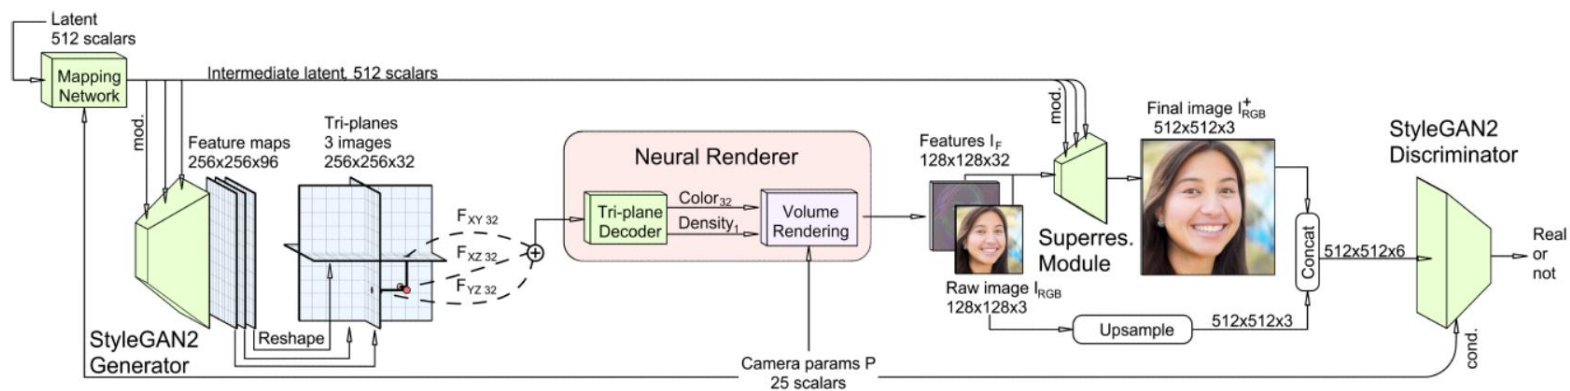 Latent
512 scalars
Mapping
Network
Intermediate latent, 512 scalars
mod.
Feature maps
256x256x96
Tri-planes
3 images
256x256x32
StyleGAN2
Generator
Reshape
FXY 32
FXZ 32
FYZ 32
Neural Renderer
Tri-plane
Decoder
Color32
Density1
Volume
Rendering
Camera params P
25 scalars
Features IF
128x128x32
Raw image IRGB
128x128x3
mod.
Superres.
Module
Final image I+RGB
512x512x3
Upsample
512x512x3
Concat
512x512x6
StyleGAN2
Discriminator
cond.
Real
or
not